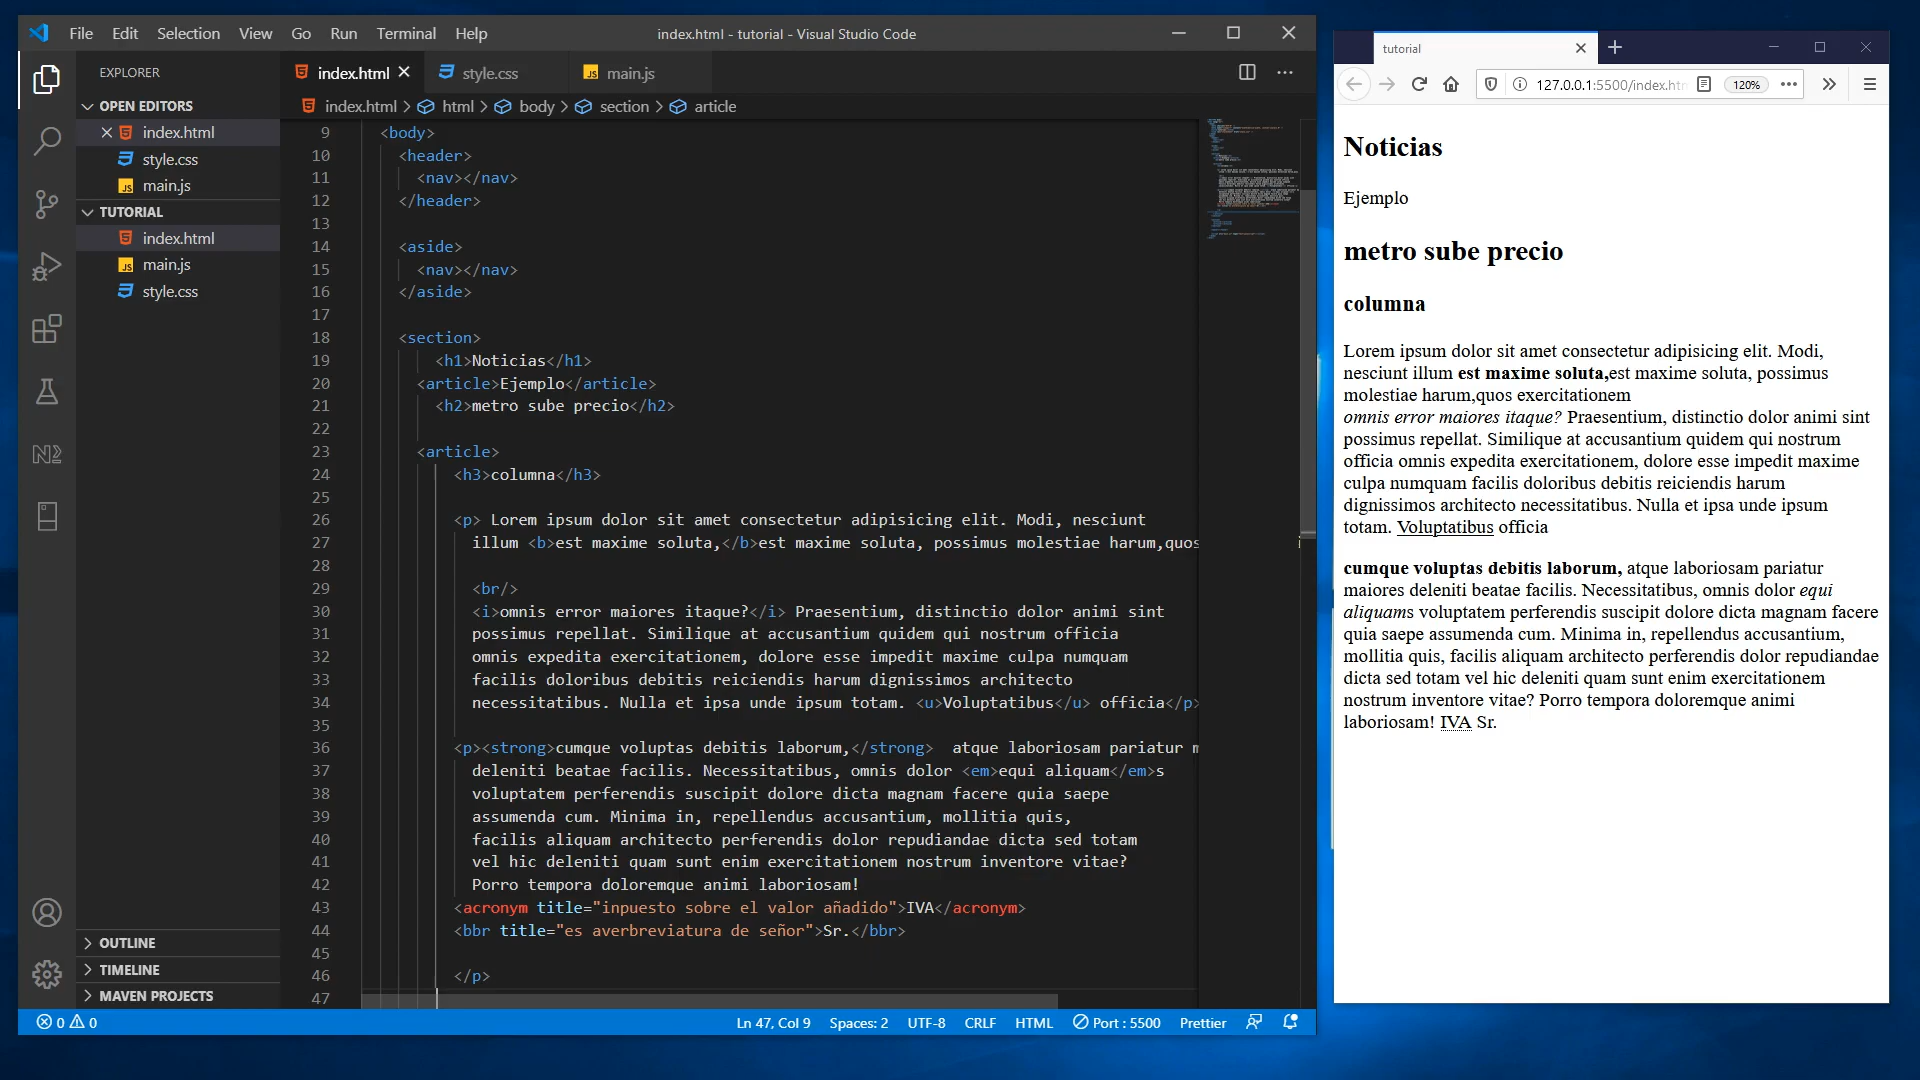 File Edit Selection View Go Run Terminal Help
index.html - tutorial - Visual Studio Code
EXPLORER
OPEN EDITORS
index.html
style.css
main.js
TUTORIAL
index.html
main.js
style.css
OUTLINE
TIMELINE
MAVEN PROJECTS
index.html style.css main.js
index.html > html > body > section > article
9 <body>
10 <header>
11 <nav></nav>
12 </header>
13
14 <aside>
15 <nav></nav>
16 </aside>
17
18 <section>
19 <h1>Noticias</h1>
20 <article>Ejemplo</article>
21 <h2>metro sube precio</h2>
22
23 <article>
24 <h3>columna</h3>
25
26 <p> Lorem ipsum dolor sit amet consectetur adipisicing elit. Modi, nesciunt
27 illum <b>est maxime soluta,</b>est maxime soluta, possimus molestiae harum,quos
28
29 <br/>
30 <i>omnis error maiores itaque?</i> Praesentium, distinctio dolor animi sint
31 possimus repellat. Similique at accusantium quidem qui nostrum officia
32 omnis expedita exercitationem, dolore esse impedit maxime culpa numquam
33 facilis doloribus debitis reiciendis harum dignissimos architecto
34 necessitatibus. Nulla et ipsa unde ipsum totam. <u>Voluptatibus</u> officia</p>
35
36 <p><strong>cumque voluptas debitis laborum,</strong>  atque laboriosam pariatur m
37 deleniti beatae facilis. Necessitatibus, omnis dolor <em>equi aliquam</em>s
38 voluptatem perferendis suscipit dolore dicta magnam facere quia saepe
39 assumenda cum. Minima in, repellendus accusantium, mollitia quis,
40 facilis aliquam architecto perferendis dolor repudiandae dicta sed totam
41 vel hic deleniti quam sunt enim exercitationem nostrum inventore vitae?
42 Porro tempora doloremque animi laboriosam!
43 <acronym title="inpuesto sobre el valor añadido">IVA</acronym>
44 <bbr title="es averbreviatura de señor">Sr.</bbr>
45
46 </p>
47
0 0 Ln 47, Col 9 Spaces: 2 UTF-8 CRLF HTML Port : 5500 Prettier
tutorial
127.0.0.1:5500/index.htm 120%
Noticias
Ejemplo
metro sube precio
columna
Lorem ipsum dolor sit amet consectetur adipisicing elit. Modi,
nesciunt illum est maxime soluta,est maxime soluta, possimus
molestiae harum,quos exercitationem
omnis error maiores itaque? Praesentium, distinctio dolor animi sint
possimus repellat. Similique at accusantium quidem qui nostrum
officia omnis expedita exercitationem, dolore esse impedit maxime
culpa numquam facilis doloribus debitis reiciendis harum
dignissimos architecto necessitatibus. Nulla et ipsa unde ipsum
totam. Voluptatibus officia
cumque voluptas debitis laborum, atque laboriosam pariatur
maiores deleniti beatae facilis. Necessitatibus, omnis dolor equi
aliquams voluptatem perferendis suscipit dolore dicta magnam facere
quia saepe assumenda cum. Minima in, repellendus accusantium,
mollitia quis, facilis aliquam architecto perferendis dolor repudiandae
dicta sed totam vel hic deleniti quam sunt enim exercitationem
nostrum inventore vitae? Porro tempora doloremque animi
laboriosam! IVA Sr.